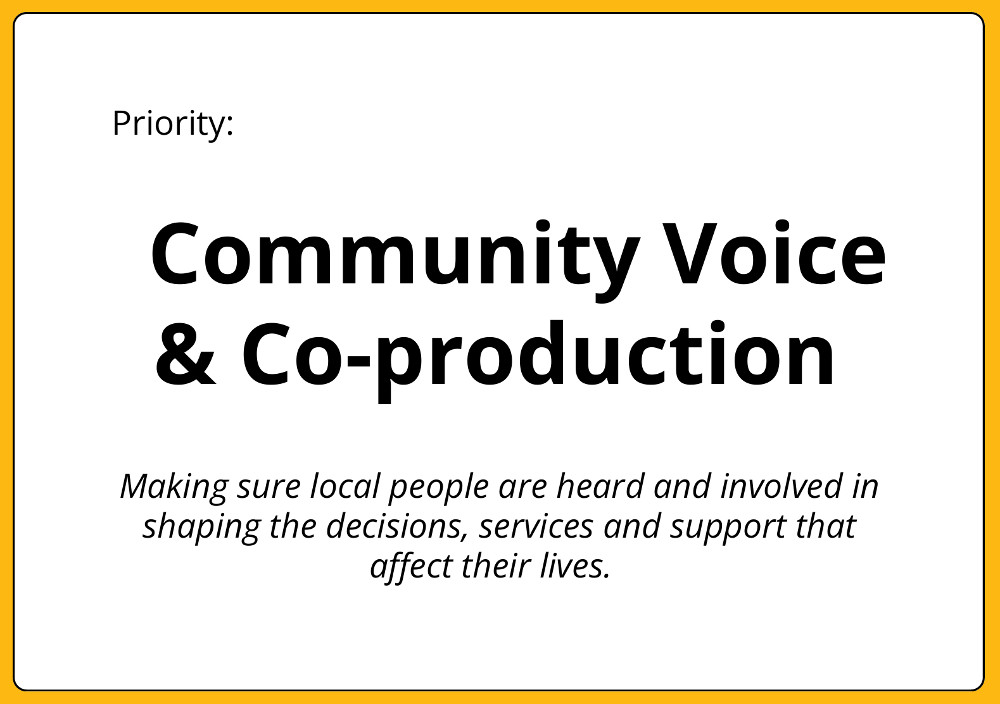 Priority:
Community Voice
& Co-production
Making sure local people are heard and involved in
shaping the decisions, services and support that
affect their lives.